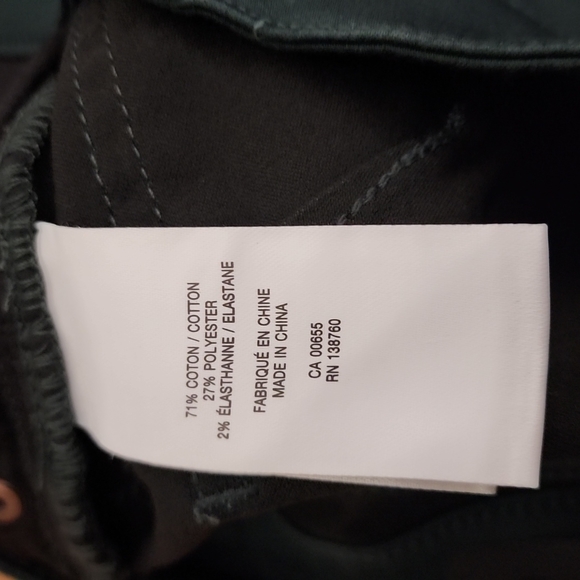 71% COTON / COTTON
27% POLYESTER
2% ÉLASTHANNE / ELASTANE
FABRIQUÉ EN CHINE
MADE IN CHINA
CA 00655
RN 138760